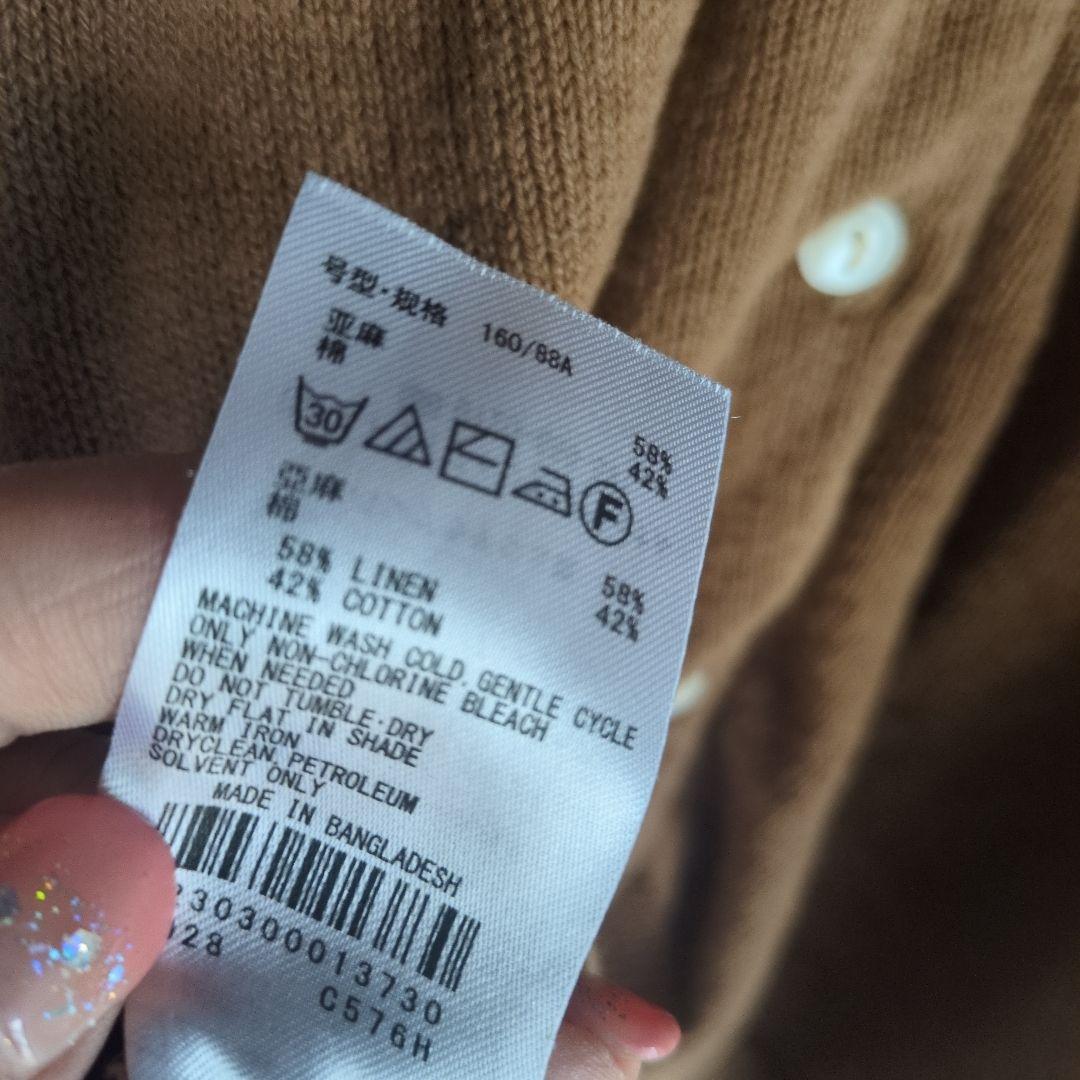 号型·规格 160/88A
亚麻 58%
棉 42%
30 F
亚麻 58%
棉 42%
58% LINEN
42% COTTON
MACHINE WASH COLD,GENTLE CYCLE
ONLY NON-CHLORINE BLEACH
WHEN NEEDED
DO NOT TUMBLE·DRY
DRY FLAT IN SHADE
WARM IRON
DRYCLEAN,PETROLEUM
SOLVENT ONLY
MADE IN BANGLADESH
230300013730
28
C576H